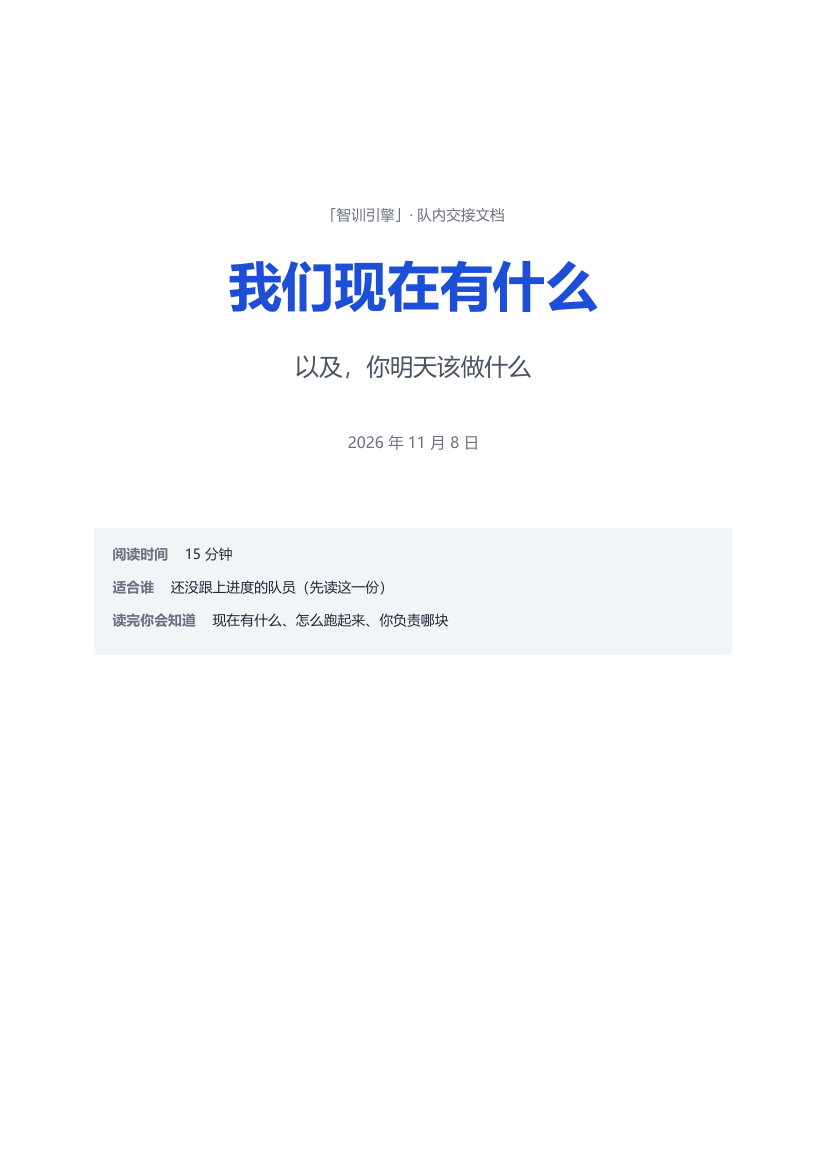 「智训引擎」· 队内交接文档
我们现在有什么
以及，你明天该做什么
2026 年 11 月 8 日
阅读时间 15 分钟
适合谁 还没跟上进度的队员（先读这一份）
读完你会知道 现在有什么、怎么跑起来、你负责哪块